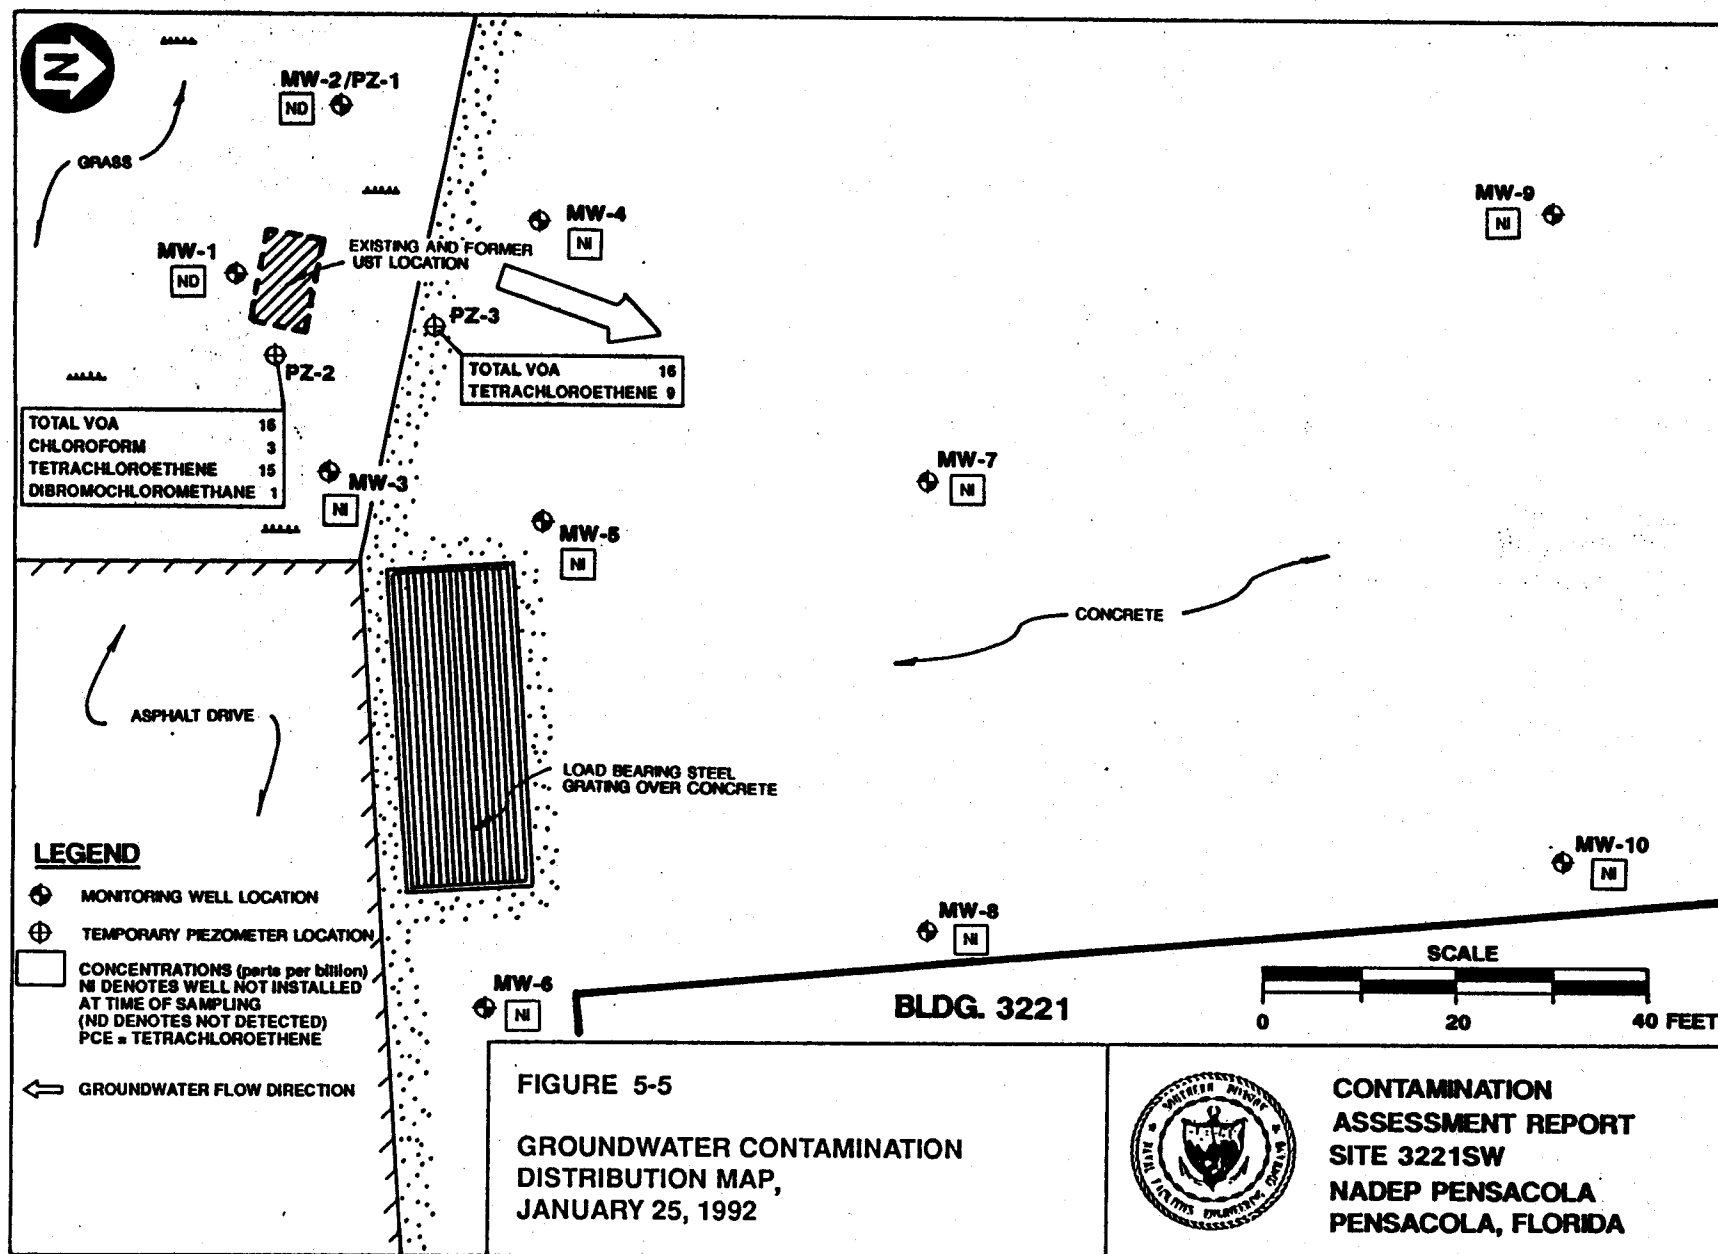 N
MW-2/PZ-1
ND
GRASS
MW-1
ND
EXISTING AND FORMER
UST LOCATION
MW-4
NI
MW-9
NI
PZ-3
TOTAL VOA 16
TETRACHLOROETHENE 9
PZ-2
TOTAL VOA 16
CHLOROFORM 3
TETRACHLOROETHENE 15
DIBROMOCHLOROMETHANE 1
MW-3
NI
MW-5
NI
MW-7
NI
CONCRETE
ASPHALT DRIVE
LOAD BEARING STEEL
GRATING OVER CONCRETE
MW-10
NI
MW-8
NI
MW-6
NI
BLDG. 3221
SCALE
0 20 40 FEET
LEGEND
MONITORING WELL LOCATION
TEMPORARY PIEZOMETER LOCATION
CONCENTRATIONS (parts per billion)
NI DENOTES WELL NOT INSTALLED
AT TIME OF SAMPLING
(ND DENOTES NOT DETECTED)
PCE = TETRACHLOROETHENE
GROUNDWATER FLOW DIRECTION
FIGURE 5-5
GROUNDWATER CONTAMINATION
DISTRIBUTION MAP,
JANUARY 25, 1992
SOUTHERN DIVISION
NAVAL FACILITIES ENGINEERING
CONTAMINATION
ASSESSMENT REPORT
SITE 3221SW
NADEP PENSACOLA
PENSACOLA, FLORIDA